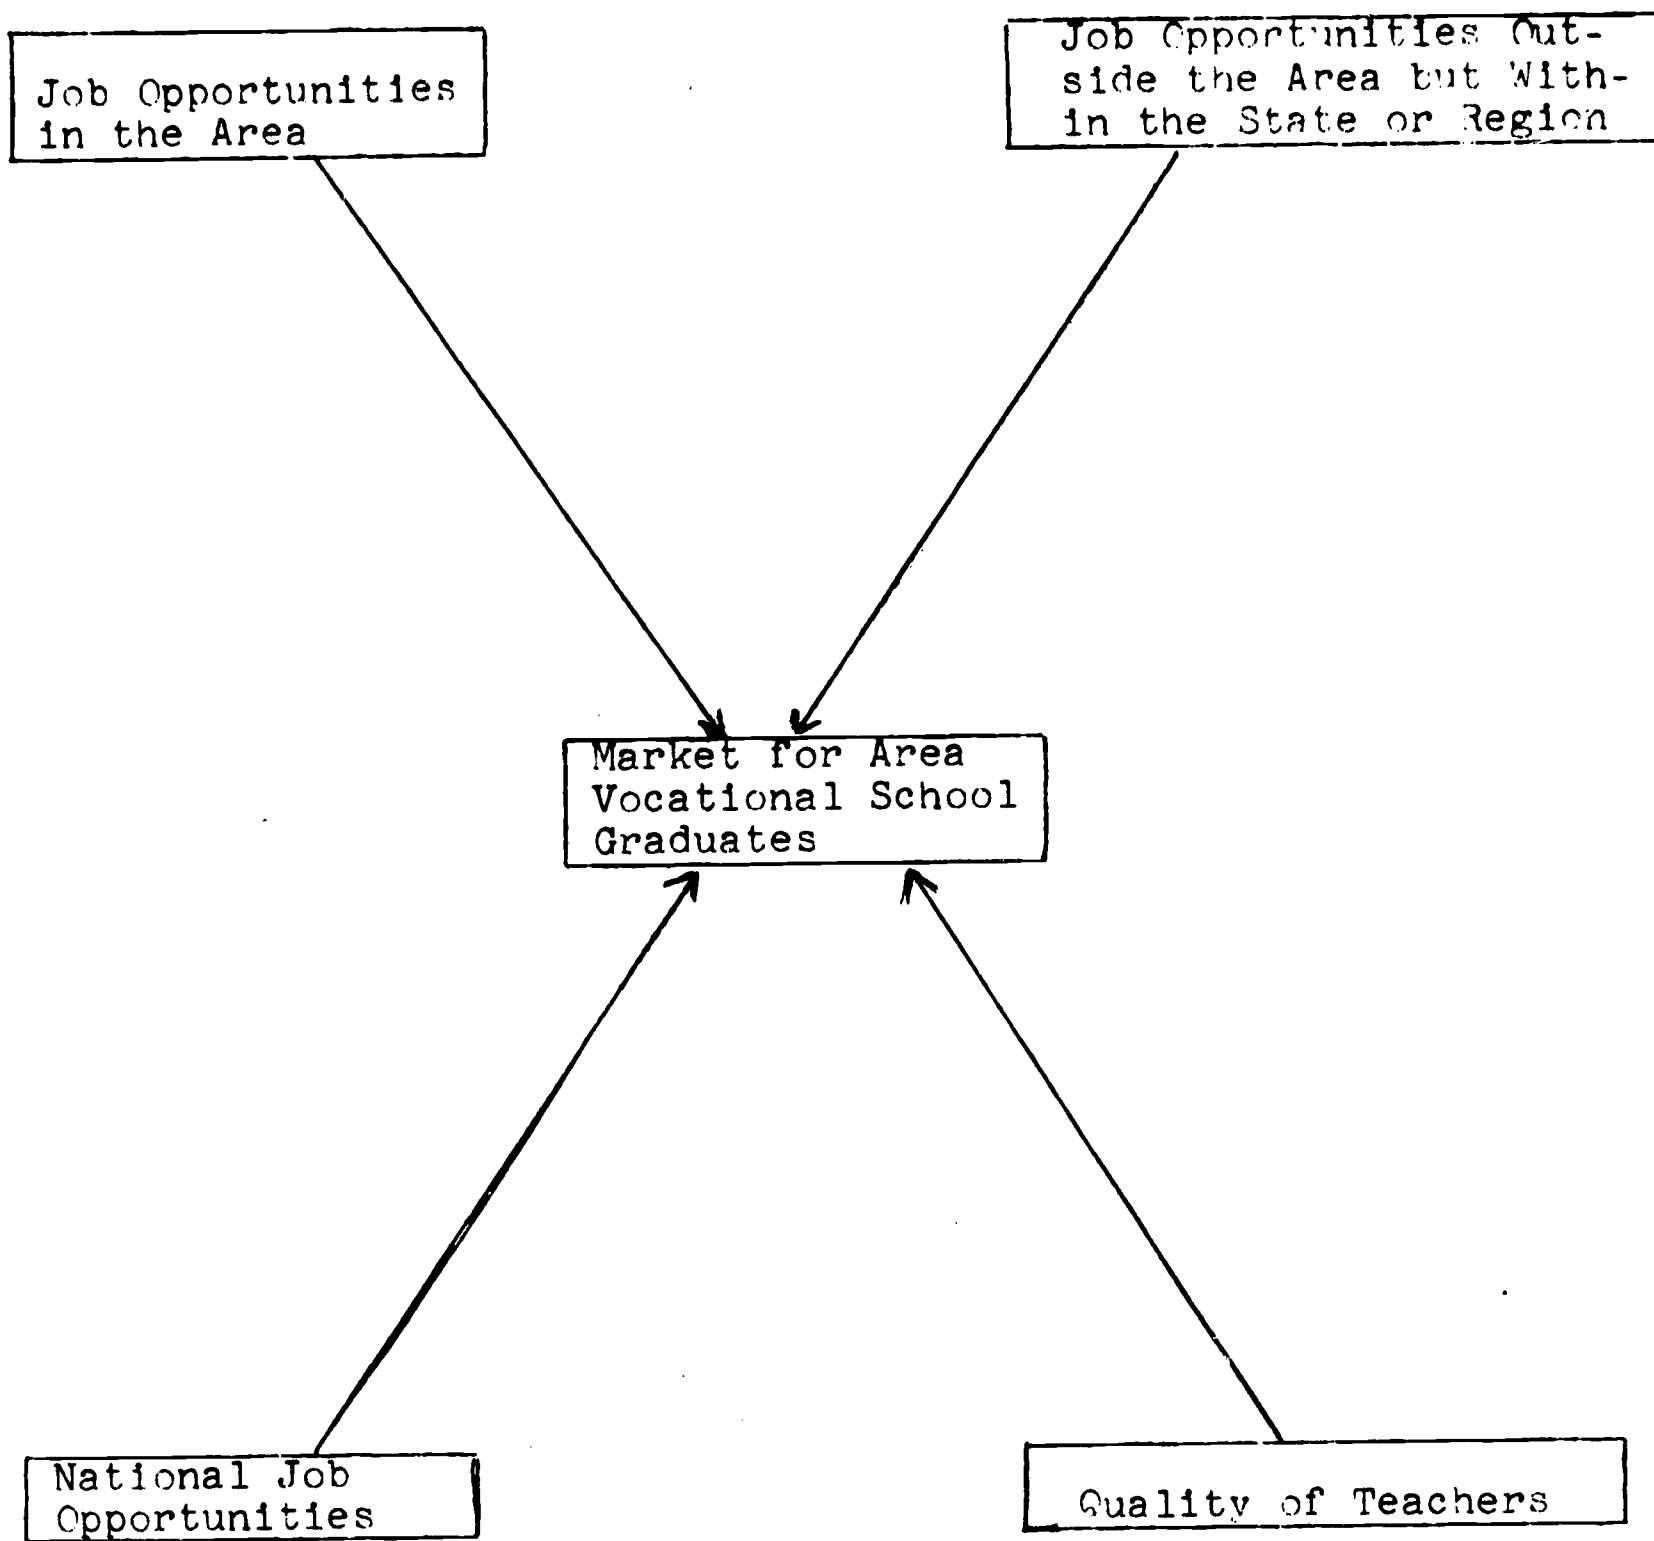 Job Opportunities
in the Area
Job Opportunities Out-
side the Area but With-
in the State or Region
Market for Area
Vocational School
Graduates
National Job
Opportunities
Quality of Teachers